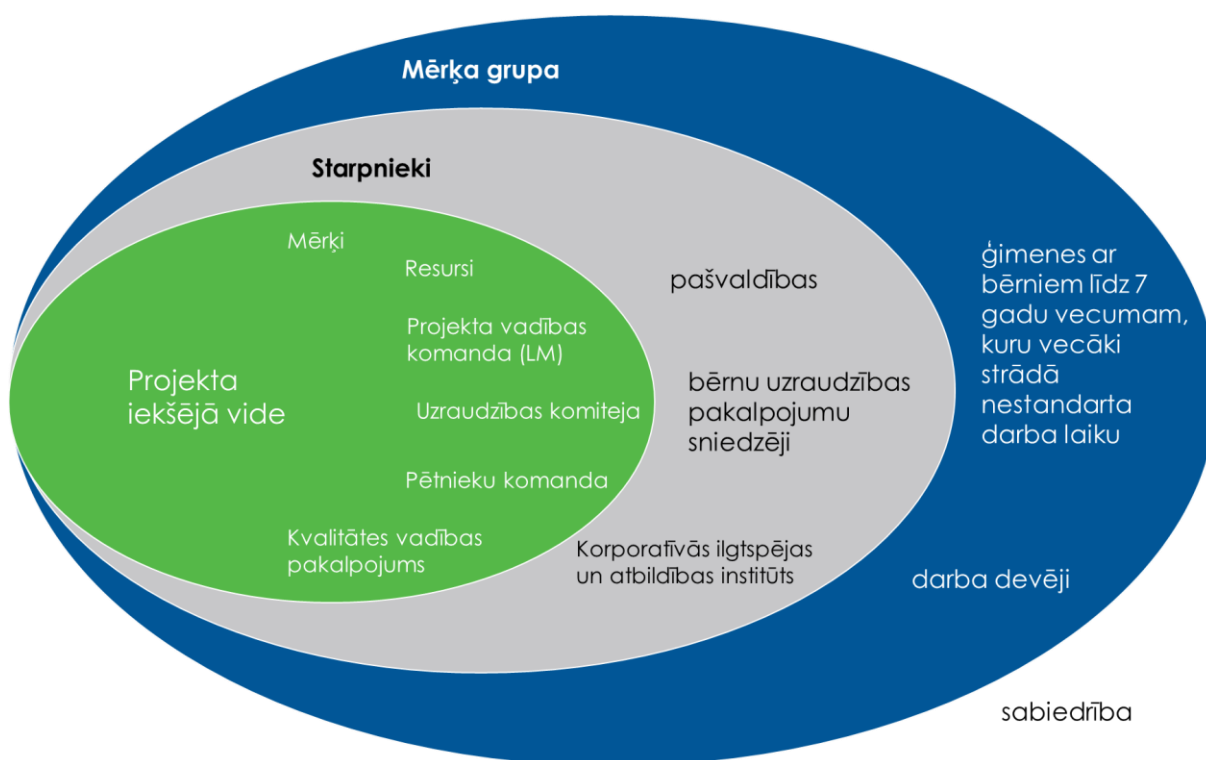 Mērķa grupa
Starpnieki
Mērķi
Resursi
Projekta vadības
komanda (LM)
Projekta
iekšējā vide
Uzraudzības komiteja
Pētnieku komanda
Kvalitātes vadības
pakalpojums
pašvaldības
bērnu uzraudzības
pakalpojumu
sniedzēji
Korporatīvās ilgtspējas
un atbildības institūts
ģimenes ar
bērniem līdz 7
gadu vecumam,
kuru vecāki
strādā
nestandarta
darba laiku
darba devēji
sabiedrība